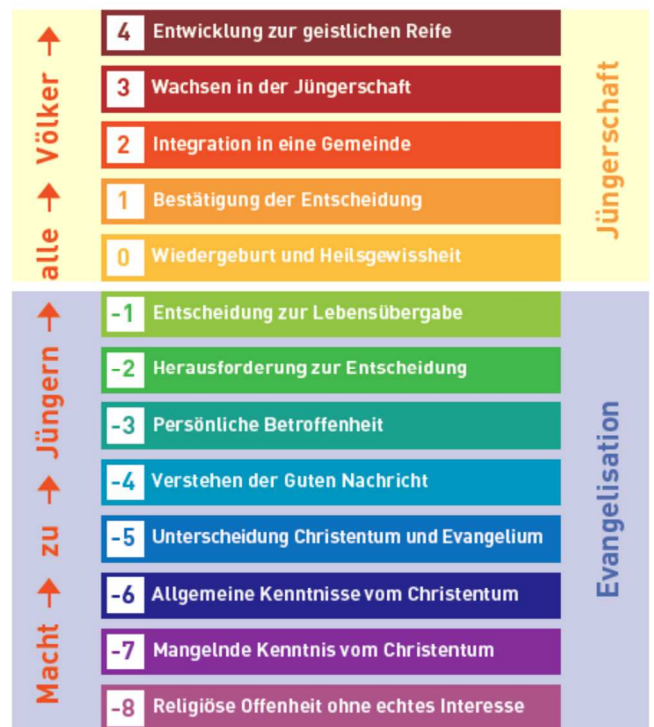 4 Entwicklung zur geistlichen Reife
3 Wachsen in der Jüngerschaft
2 Integration in eine Gemeinde
1 Bestätigung der Entscheidung
0 Wiedergeburt und Heilsgewissheit
-1 Entscheidung zur Lebensübergabe
-2 Herausforderung zur Entscheidung
-3 Persönliche Betroffenheit
-4 Verstehen der Guten Nachricht
-5 Unterscheidung Christentum und Evangelium
-6 Allgemeine Kenntnisse vom Christentum
-7 Mangelnde Kenntnis vom Christentum
-8 Religiöse Offenheit ohne echtes Interesse
Macht → zu → Jüngern → alle → Völker →
Jüngerschaft
Evangelisation